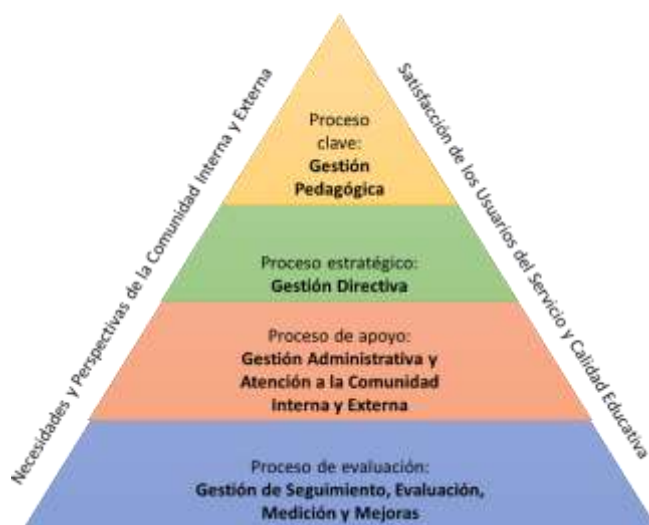 Necesidades y Perspectivas de la Comunidad Interna y Externa
Satisfacción de los Usuarios del Servicio y Calidad Educativa
Proceso
clave:
Gestión
Pedagógica
Proceso estratégico:
Gestión Directiva
Proceso de apoyo:
Gestión Administrativa y
Atención a la Comunidad
Interna y Externa
Proceso de evaluación:
Gestión de Seguimiento, Evaluación,
Medición y Mejoras